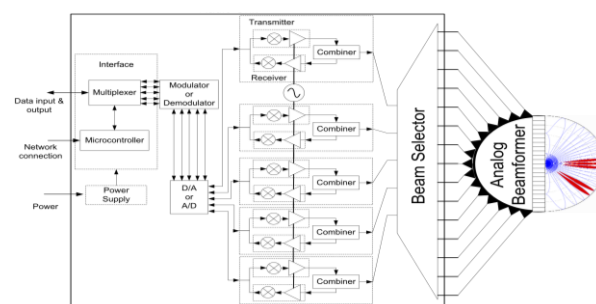 Transmitter
Combiner
Receiver
Interface
Multiplexer
Modulator
or
Demodulator
Data input &
output
Microcontroller
Network
connection
Power
Supply
Power
D/A
or
A/D
Combiner
Combiner
Combiner
Combiner
Beam Selector
Analog
Beamformer